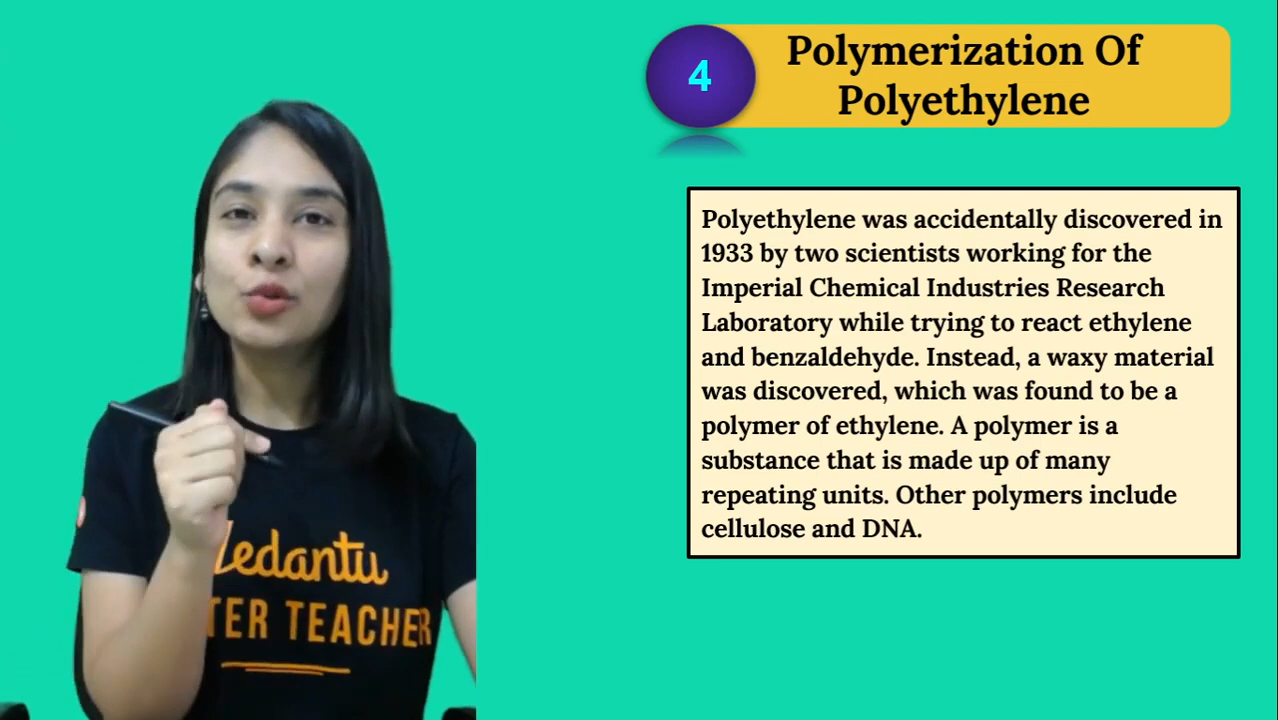 4
Polymerization Of
Polyethylene
Polyethylene was accidentally discovered in
1933 by two scientists working for the
Imperial Chemical Industries Research
Laboratory while trying to react ethylene
and benzaldehyde. Instead, a waxy material
was discovered, which was found to be a
polymer of ethylene. A polymer is a
substance that is made up of many
repeating units. Other polymers include
cellulose and DNA.
Vedantu
TER TEACHER